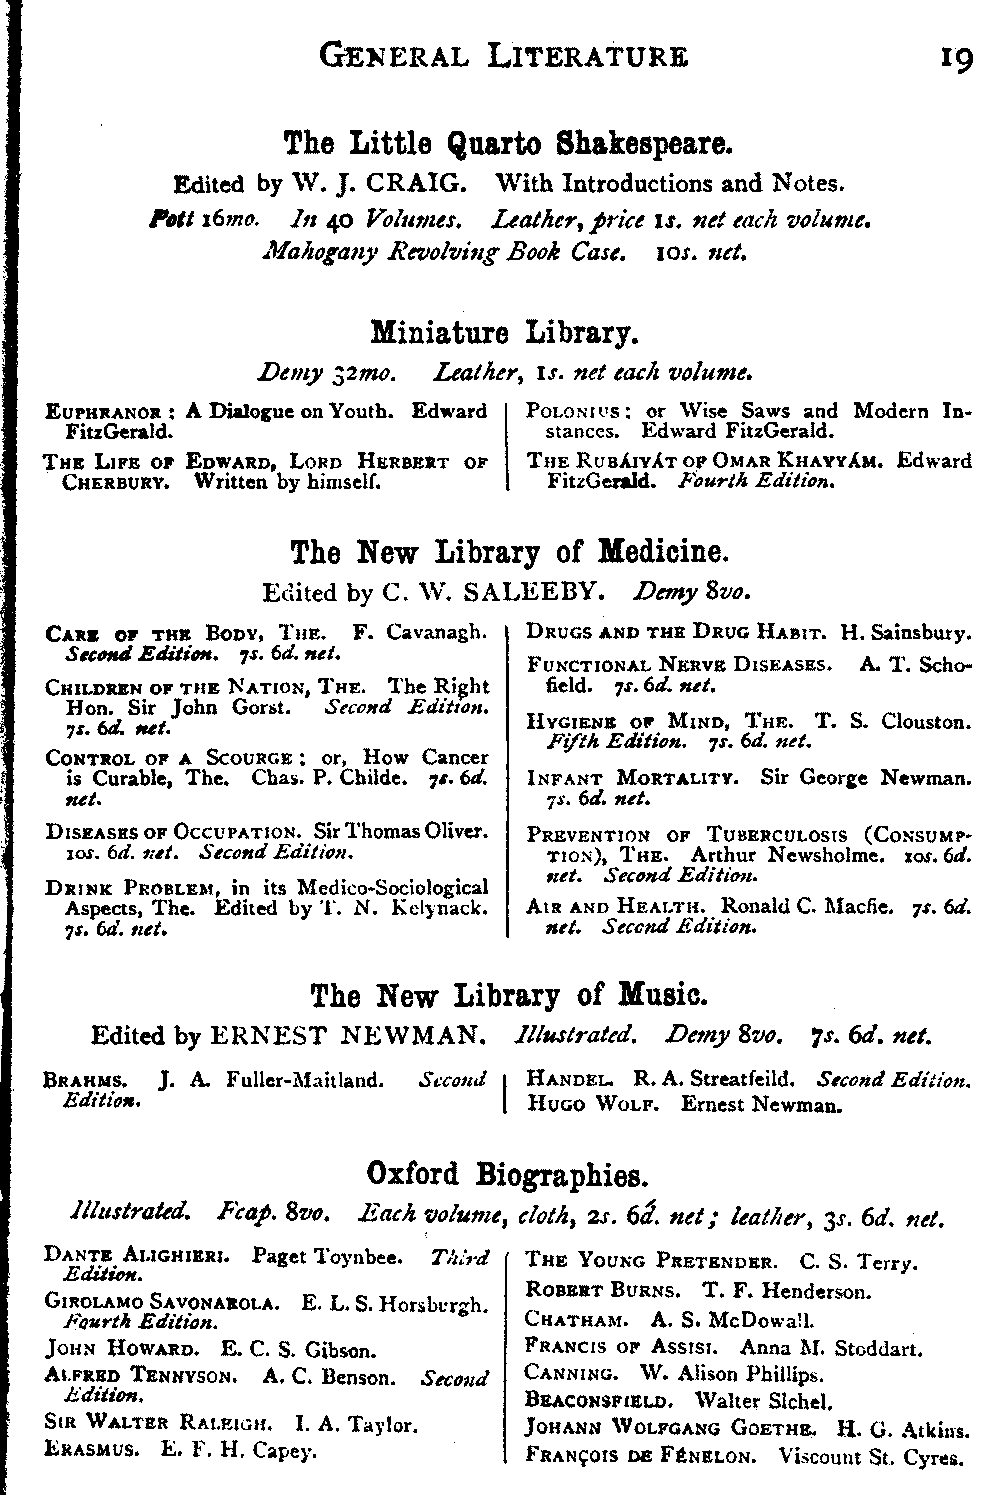 GENERAL LITERATURE 19
The Little Quarto Shakespeare.
Edited by W. J. CRAIG. With Introductions and Notes.
Pott 16mo. In 40 Volumes. Leather, price 1s. net each volume.
Mahogany Revolving Book Case. 10s. net.
Miniature Library.
Demy 32mo. Leather, 1s. net each volume.
EUPHRANOR: A Dialogue on Youth. Edward
FitzGerald.
THE LIFE OF EDWARD, LORD HERBERT OF
CHERBURY. Written by himself.
POLONIUS: or Wise Saws and Modern In-
stances. Edward FitzGerald.
THE RUBÁIYÁT OF OMAR KHAYYÁM. Edward
FitzGerald. Fourth Edition.
The New Library of Medicine.
Edited by C. W. SALEEBY. Demy 8vo.
CARE OF THE BODY, THE. F. Cavanagh.
Second Edition. 7s. 6d. net.
CHILDREN OF THE NATION, THE. The Right
Hon. Sir John Gorst. Second Edition.
7s. 6d. net.
CONTROL OF A SCOURGE: or, How Cancer
is Curable, The. Chas. P. Childe. 7s. 6d.
net.
DISEASES OF OCCUPATION. Sir Thomas Oliver.
10s. 6d. net. Second Edition.
DRINK PROBLEM, in its Medico-Sociological
Aspects, The. Edited by T. N. Kelynack.
7s. 6d. net.
DRUGS AND THE DRUG HABIT. H. Sainsbury.
FUNCTIONAL NERVE DISEASES. A. T. Scho-
field. 7s. 6d. net.
HYGIENE OF MIND, THE. T. S. Clouston.
Fifth Edition. 7s. 6d. net.
INFANT MORTALITY. Sir George Newman.
7s. 6d. net.
PREVENTION OF TUBERCULOSIS (CONSUMP-
TION), THE. Arthur Newsholme. 10s. 6d.
net. Second Edition.
AIR AND HEALTH. Ronald C. Macfie. 7s. 6d.
net. Second Edition.
The New Library of Music.
Edited by ERNEST NEWMAN. Illustrated. Demy 8vo. 7s. 6d. net.
BRAHMS. J. A. Fuller-Maitland. Second
Edition.
HANDEL. R. A. Streatfeild. Second Edition.
HUGO WOLF. Ernest Newman.
Oxford Biographies.
Illustrated. Fcap. 8vo. Each volume, cloth, 2s. 6d. net; leather, 3s. 6d. net.
DANTE ALIGHIERI. Paget Toynbee. Third
Edition.
GIROLAMO SAVONAROLA. E. L. S. Horsburgh.
Fourth Edition.
JOHN HOWARD. E. C. S. Gibson.
ALFRED TENNYSON. A. C. Benson. Second
Edition.
SIR WALTER RALEIGH. I. A. Taylor.
ERASMUS. E. F. H. Capey.
THE YOUNG PRETENDER. C. S. Terry.
ROBERT BURNS. T. F. Henderson.
CHATHAM. A. S. McDowall.
FRANCIS OF ASSISI. Anna M. Stoddart.
CANNING. W. Alison Phillips.
BEACONSFIELD. Walter Sichel.
JOHANN WOLFGANG GOETHE. H. G. Atkins.
FRANÇOIS DE FÉNELON. Viscount St. Cyres.